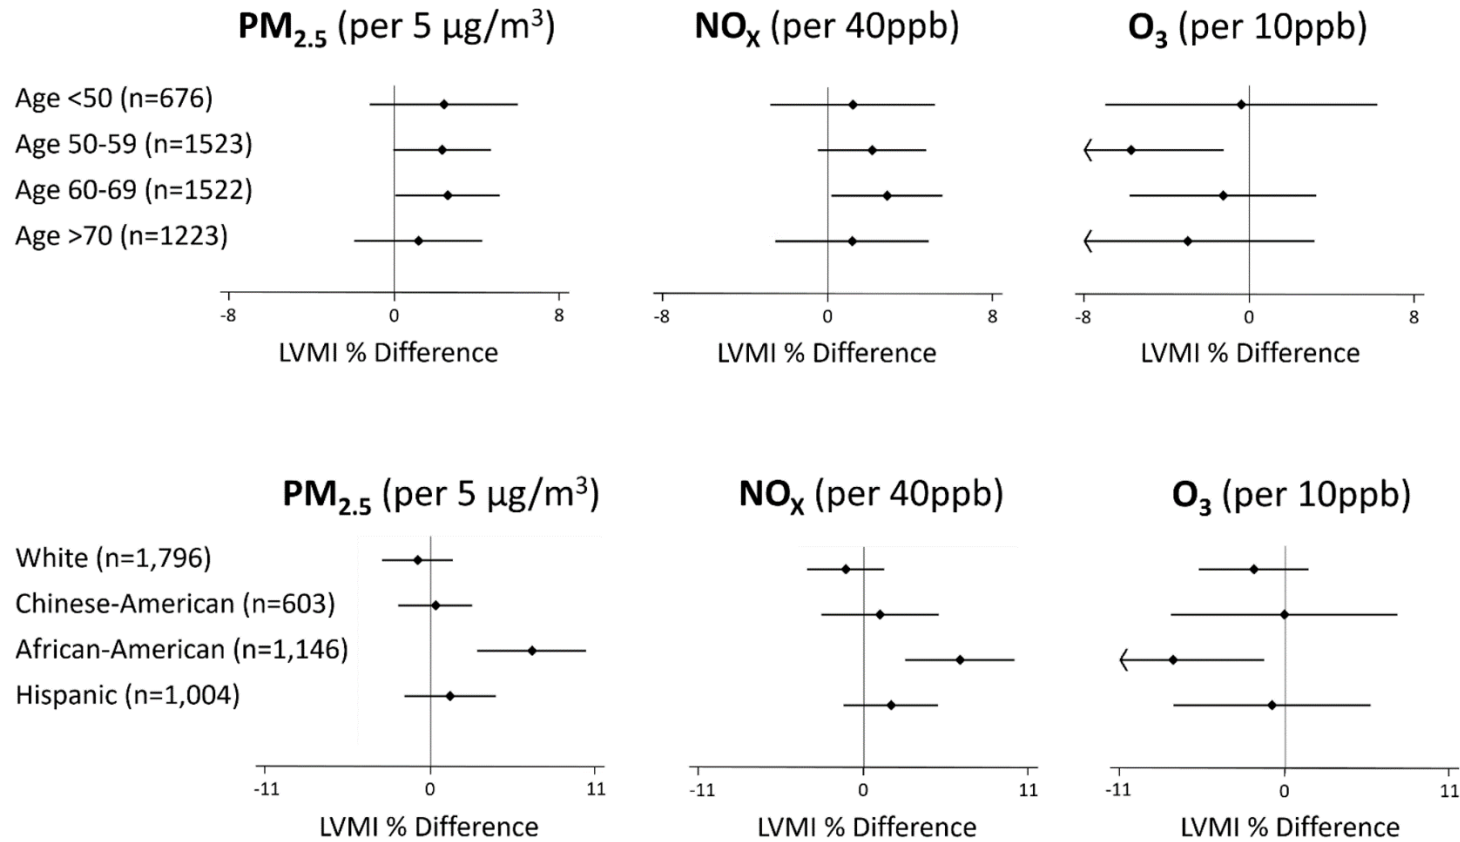 PM2.5 (per 5 µg/m³) NOX (per 40ppb) O3 (per 10ppb)
Age <50 (n=676)
Age 50-59 (n=1523)
Age 60-69 (n=1522)
Age >70 (n=1223)
-8 0 8 -8 0 8 -8 0 8
LVMI % Difference LVMI % Difference LVMI % Difference
PM2.5 (per 5 µg/m³) NOX (per 40ppb) O3 (per 10ppb)
White (n=1,796)
Chinese-American (n=603)
African-American (n=1,146)
Hispanic (n=1,004)
-11 0 11 -11 0 11 -11 0 11
LVMI % Difference LVMI % Difference LVMI % Difference